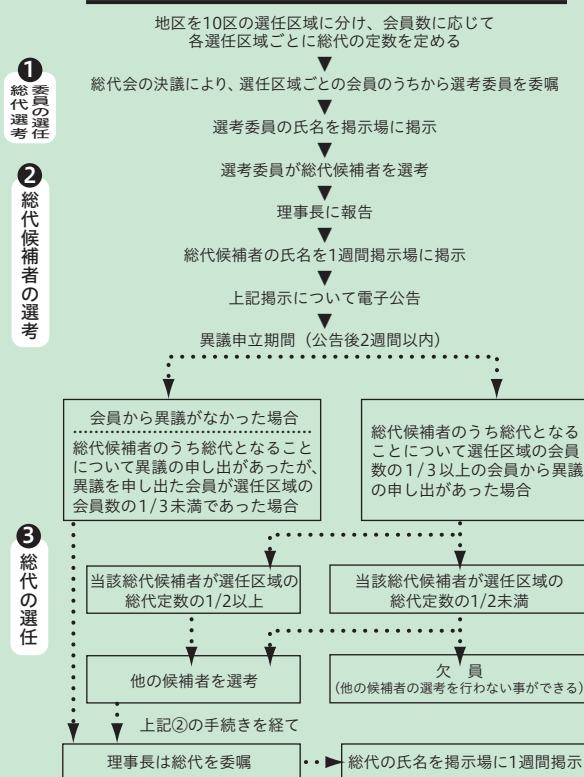 地区を10区の選任区域に分け、会員数に応じて
各選任区域ごとに総代の定数を定める
▼
❶
総代選考
委員の選任
総代会の決議により、選任区域ごとの会員のうちから選考委員を委嘱
▼
選考委員の氏名を掲示場に掲示
▼
❷
総代候補者の選考
選考委員が総代候補者を選考
▼
理事長に報告
▼
総代候補者の氏名を1週間掲示場に掲示
▼
上記掲示について電子公告
▼
異議申立期間（公告後2週間以内）
❸
総代の選任
会員から異議がなかった場合
総代候補者のうち総代となること
について異議の申し出があったが、
異議を申し出た会員が選任区域の
会員数の1/3未満であった場合
総代候補者のうち総代となる
ことについて選任区域の会員
数の1/3以上の会員から異議
の申し出があった場合
当該総代候補者が選任区域の
総代定数の1/2以上
当該総代候補者が選任区域の
総代定数の1/2未満
他の候補者を選考
欠　員
（他の候補者の選考を行わない事ができる）
上記②の手続きを経て
理事長は総代を委嘱
総代の氏名を掲示場に1週間掲示